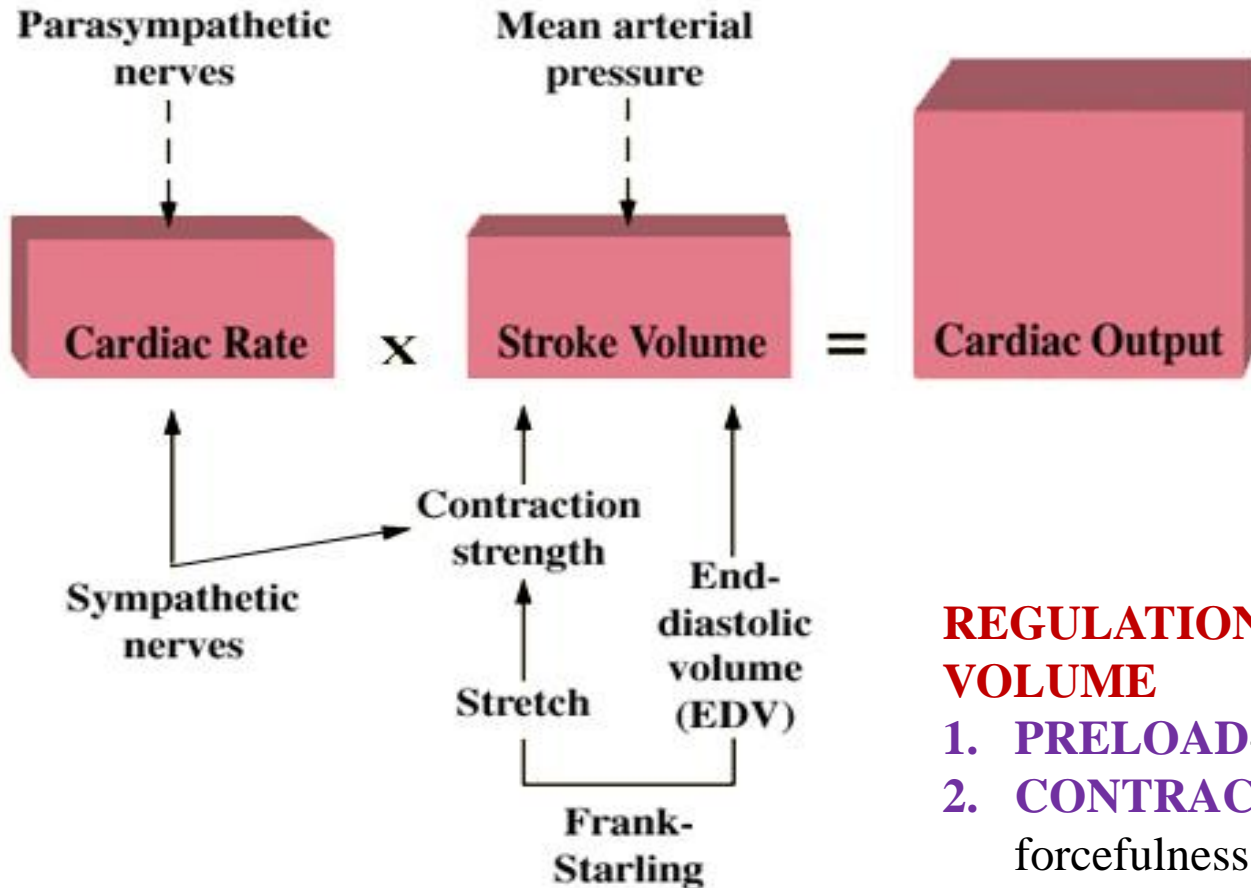 Parasympathetic
nerves
Mean arterial
pressure
Cardiac Rate
x
Stroke Volume
=
Cardiac Output
Contraction
strength
Sympathetic
nerves
End-
diastolic
volume
(EDV)
Stretch
Frank-
Starling
REGULATION
VOLUME
1. PRELOAD
2. CONTRAC
forcefulness